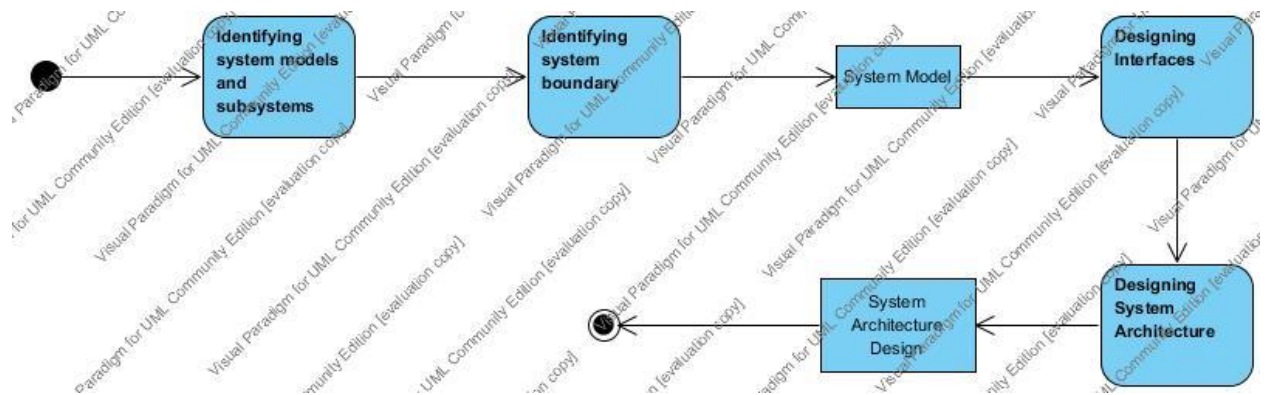 Identifying
system models
and
subsystems
Identifying
system
boundary
System Model
Designing
Interfaces
Designing
System
Architecture
System
Architecture
Design
Visual Paradigm for UML Community Edition [evaluation copy]